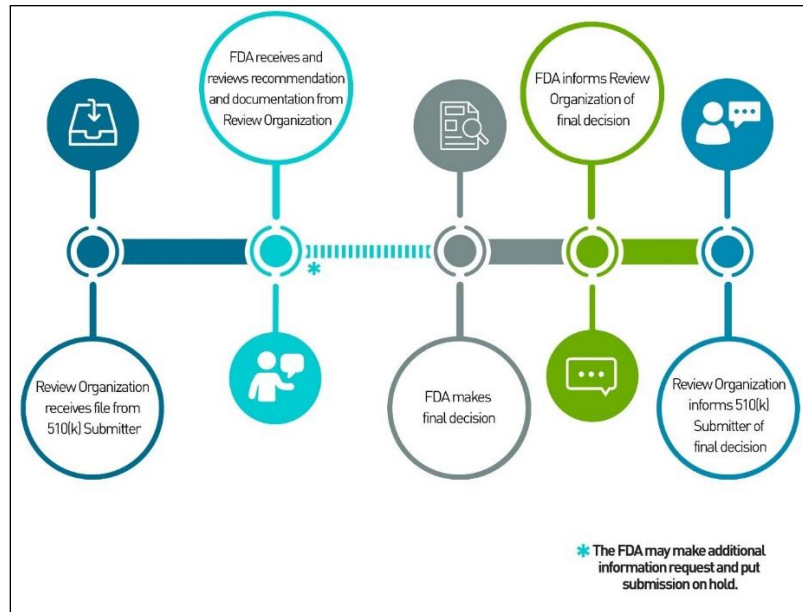 FDA receives and
reviews recommendation
and documentation from
Review Organization
FDA informs Review
Organization of
final decision
*
Review Organization
receives file from
510(k) Submitter
FDA makes
final decision
Review Organization
informs 510(k)
Submitter of
final decision
* The FDA may make additional
information request and put
submission on hold.